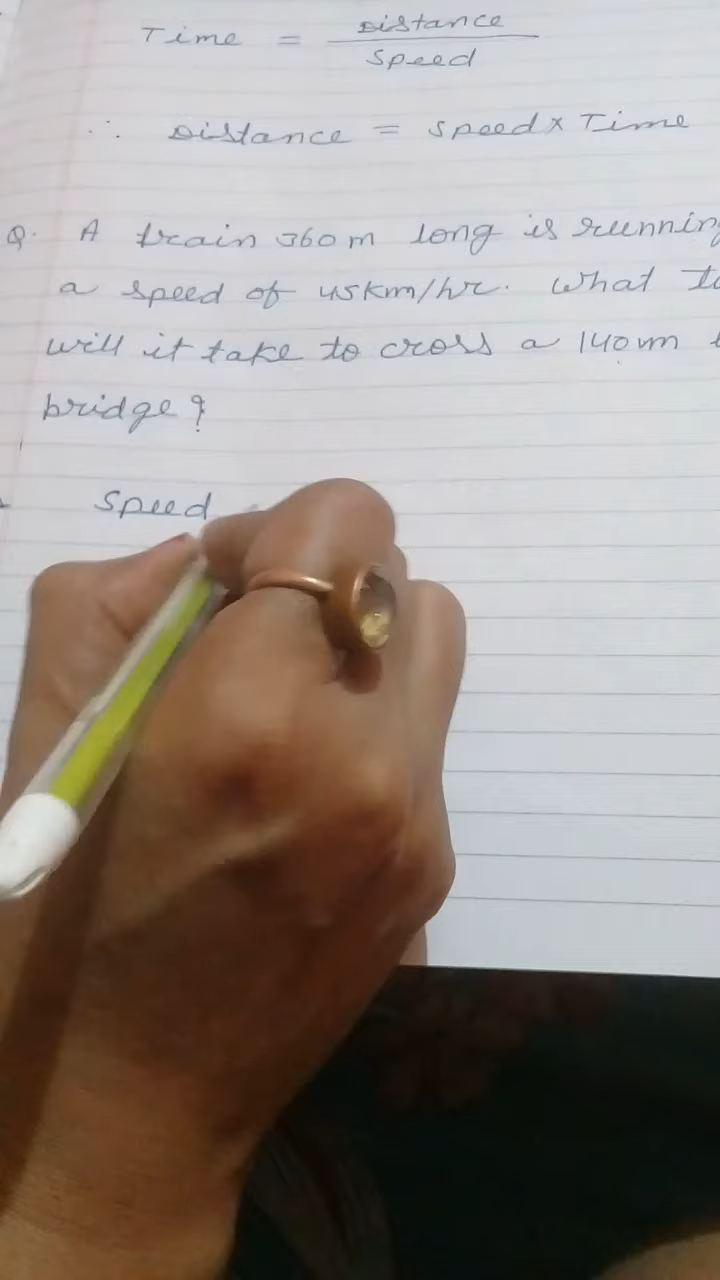 Time = Distance
Speed
∴ Distance = Speed x Time
Q. A train 360m long is running
a speed of 45km/hr. What
will it take to cross a 140m
bridge?
Speed